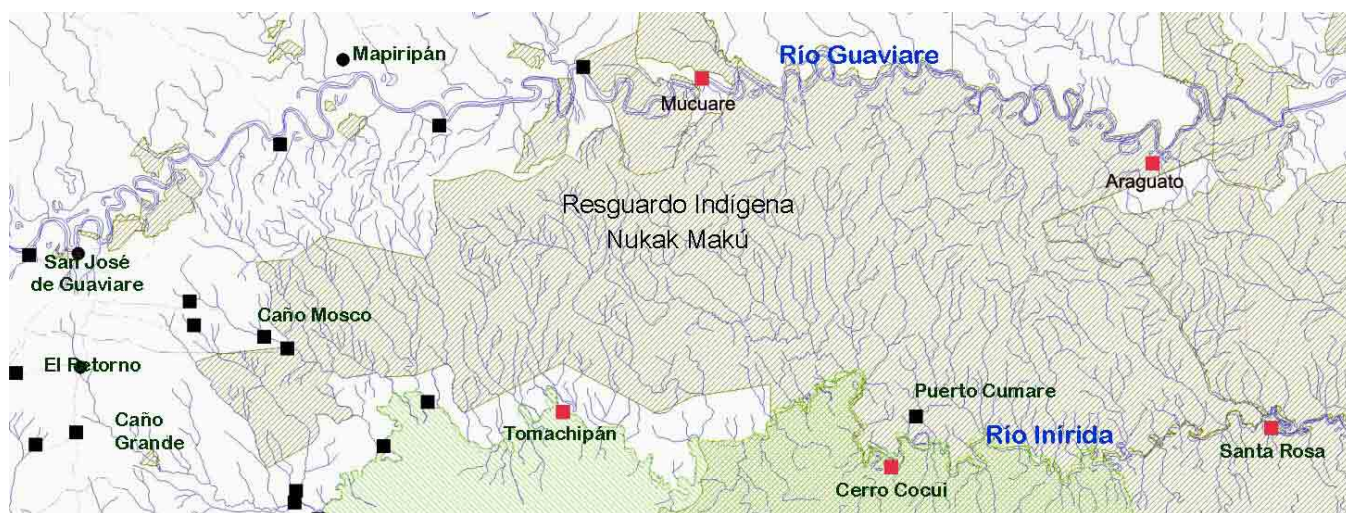 Mapiripán
Río Guaviare
Mucuare
Araguato
Resguardo Indígena
Nukak Makú
San José
de Guaviare
Caño Mosco
El Retorno
Puerto Cumare
Caño
Grande
Tomachipán
Río Inírida
Santa Rosa
Cerro Cocui